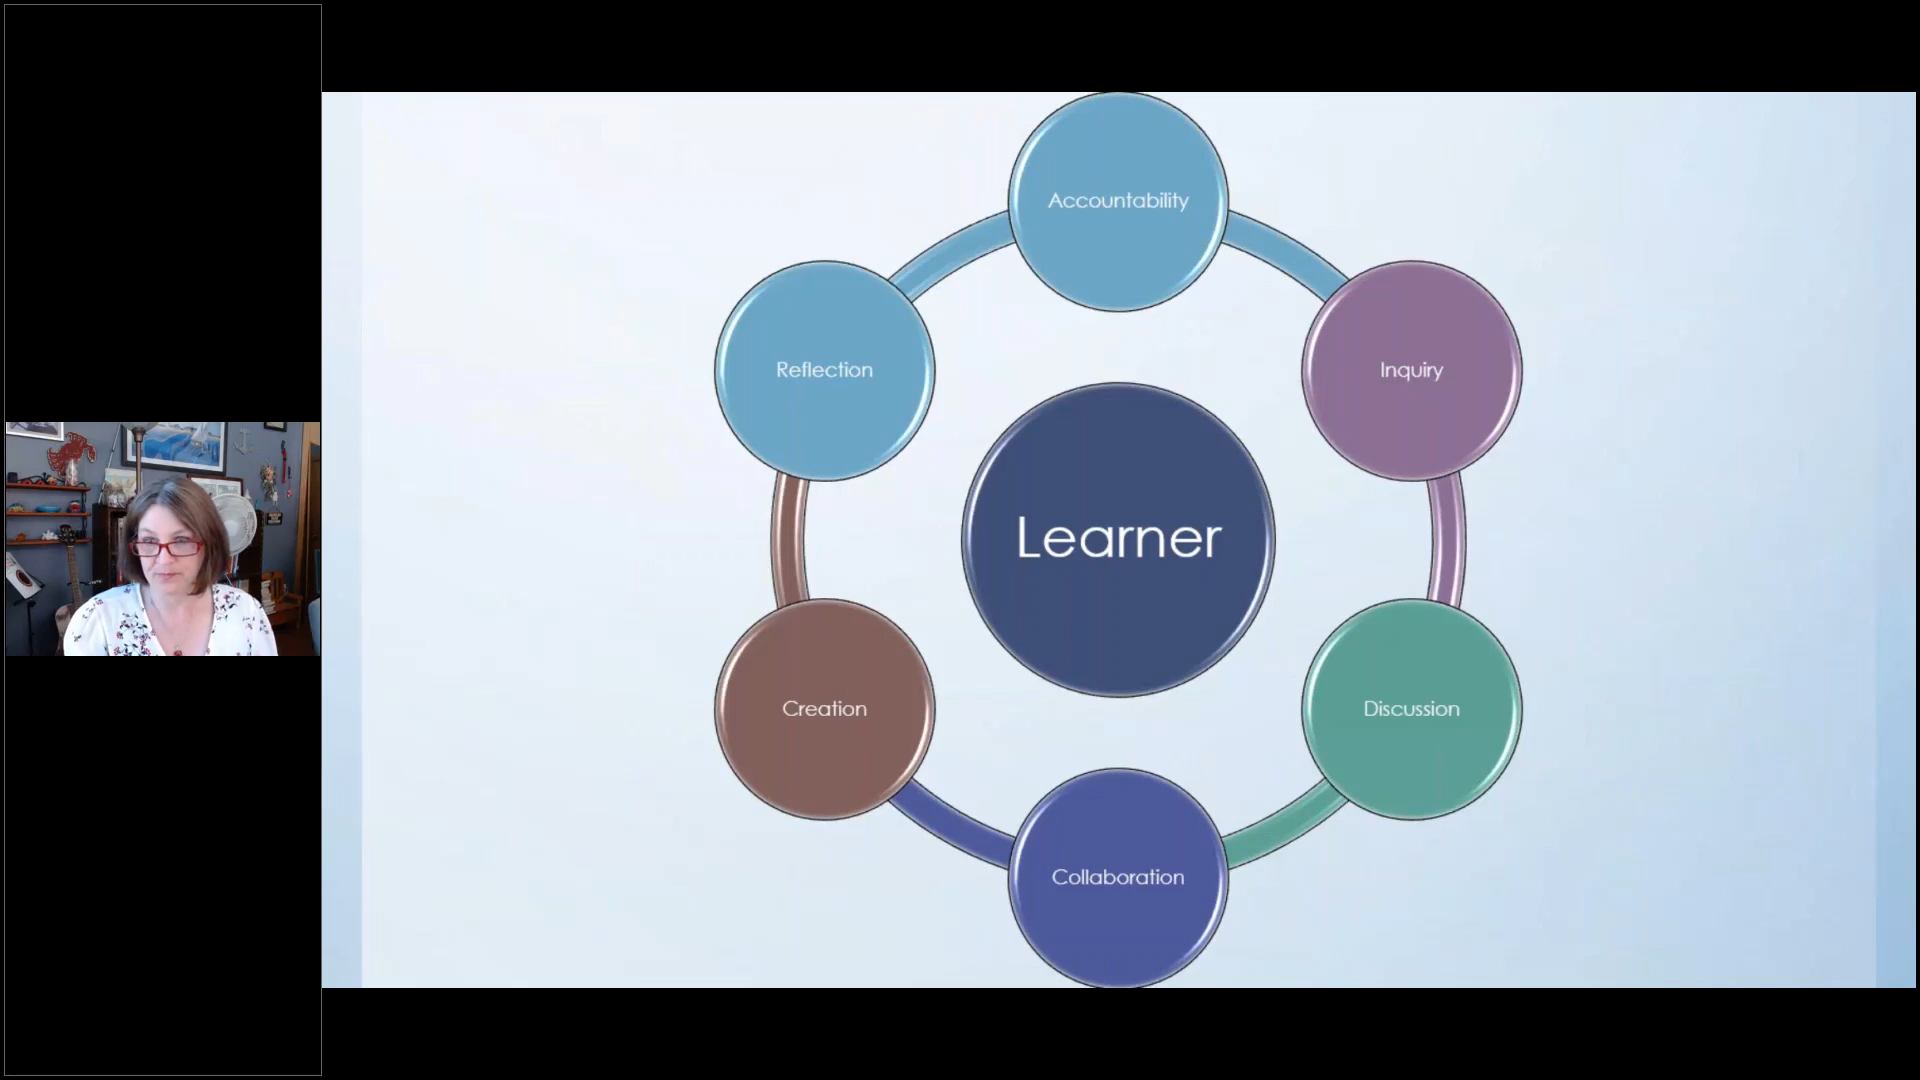 Accountability
Reflection
Inquiry
Learner
Creation
Discussion
Collaboration